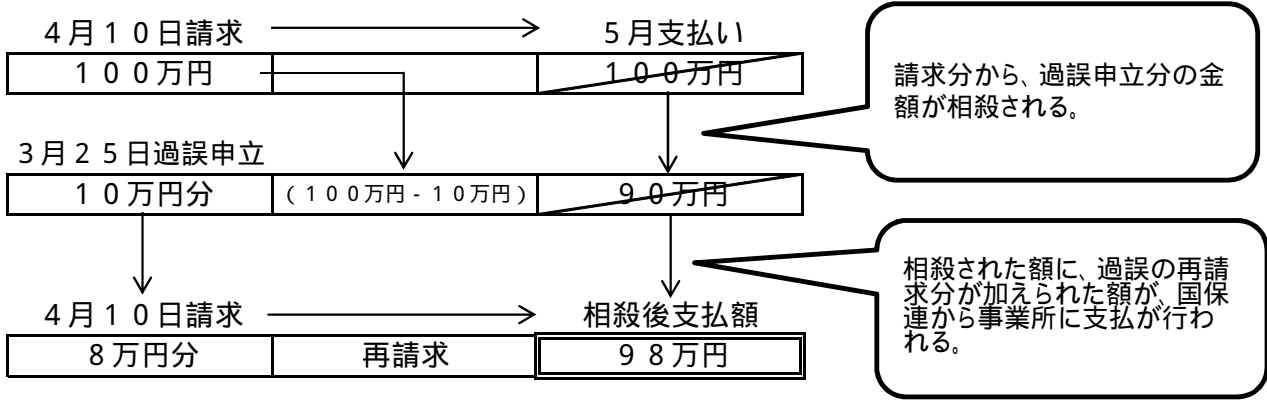 4月10日請求 5月支払い
100万円 100万円
請求分から、過誤申立分の金
額が相殺される。
3月25日過誤申立
10万円分 (100万円-10万円) 90万円
相殺された額に、過誤の再請
求分が加えられた額が、国保
連から事業所に支払が行わ
れる。
4月10日請求 相殺後支払額
8万円分 再請求 98万円